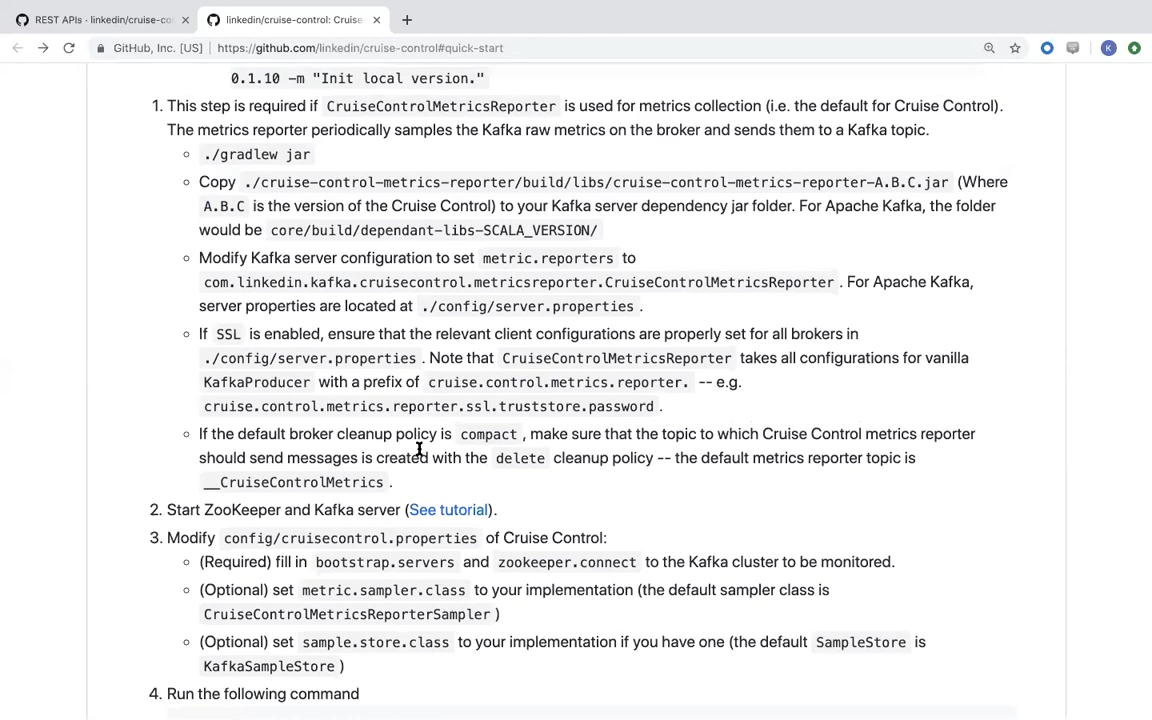 REST APIs · linkedin/cruise-co
linkedin/cruise-control: Cruise
GitHub, Inc. [US]
https://github.com/linkedin/cruise-control#quick-start
K
0.1.10 -m "Init local version."
1. This step is required if CruiseControlMetricsReporter is used for metrics collection (i.e. the default for Cruise Control).
The metrics reporter periodically samples the Kafka raw metrics on the broker and sends them to a Kafka topic.
./gradlew jar
Copy ./cruise-control-metrics-reporter/build/libs/cruise-control-metrics-reporter-A.B.C.jar (Where
A.B.C is the version of the Cruise Control) to your Kafka server dependency jar folder. For Apache Kafka, the folder
would be core/build/dependant-libs-SCALA_VERSION/
Modify Kafka server configuration to set metric.reporters to
com.linkedin.kafka.cruisecontrol.metricsreporter.CruiseControlMetricsReporter . For Apache Kafka,
server properties are located at ./config/server.properties .
If SSL is enabled, ensure that the relevant client configurations are properly set for all brokers in
./config/server.properties . Note that CruiseControlMetricsReporter takes all configurations for vanilla
KafkaProducer with a prefix of cruise.control.metrics.reporter. -- e.g.
cruise.control.metrics.reporter.ssl.truststore.password .
If the default broker cleanup policy is compact , make sure that the topic to which Cruise Control metrics reporter
should send messages is created with the delete cleanup policy -- the default metrics reporter topic is
__CruiseControlMetrics .
2. Start ZooKeeper and Kafka server (See tutorial).
3. Modify config/cruisecontrol.properties of Cruise Control:
(Required) fill in bootstrap.servers and zookeeper.connect to the Kafka cluster to be monitored.
(Optional) set metric.sampler.class to your implementation (the default sampler class is
CruiseControlMetricsReporterSampler )
(Optional) set sample.store.class to your implementation if you have one (the default SampleStore is
KafkaSampleStore )
4. Run the following command